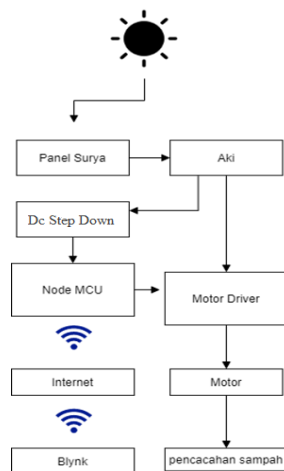 Panel Surya
Aki
Dc Step Down
Node MCU
Motor Driver
Internet
Motor
Blynk
pencacahan sampah